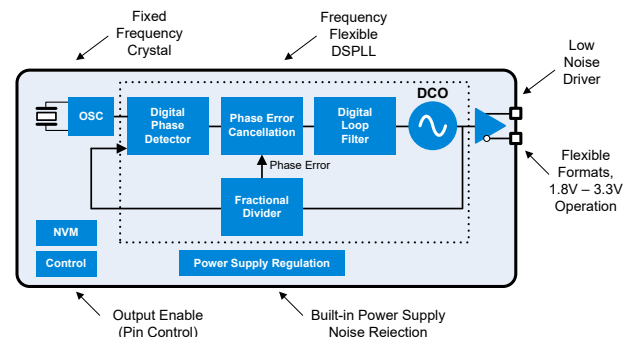 Fixed
Frequency
Crystal
Frequency
Flexible
DSPLL
Low
Noise
Driver
DCO
OSC
Digital
Phase
Detector
Phase Error
Cancellation
Digital
Loop
Filter
Phase Error
Flexible
Formats,
1.8V – 3.3V
Operation
Fractional
Divider
NVM
Control
Power Supply Regulation
Output Enable
(Pin Control)
Built-in Power Supply
Noise Rejection